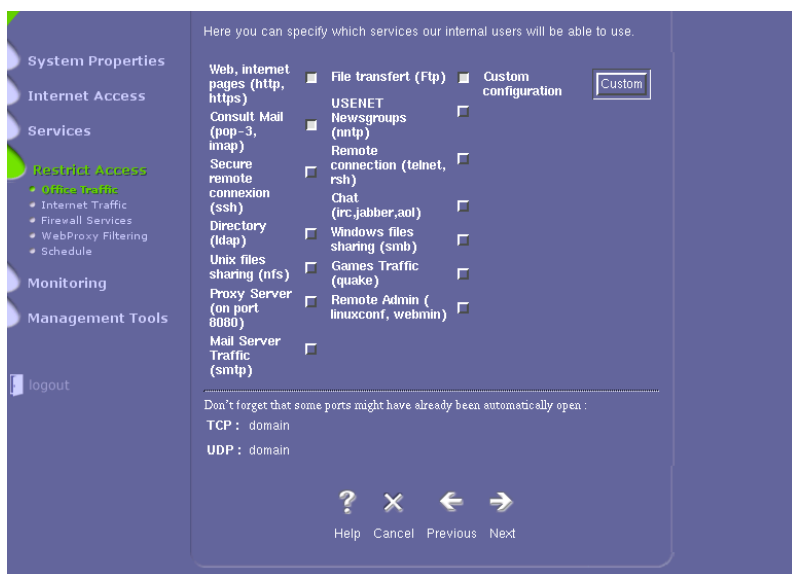 Here you can specify which services our internal users will be able to use.
System Properties
Internet Access
Services
Restrict Access
Office Traffic
Internet Traffic
Firewall Services
WebProxy Filtering
Schedule
Monitoring
Management Tools
logout
Web, internet
pages (http,
https)
File transfert (Ftp)
Custom
configuration
Custom
Consult Mail
(pop-3,
imap)
USENET
Newsgroups
(nntp)
Secure
remote
connexion
(ssh)
Remote
connection (telnet,
rsh)
Directory
(ldap)
Chat
(irc,jabber,aol)
Unix files
sharing (nfs)
Windows files
sharing (smb)
Proxy Server
(on port
8080)
Games Traffic
(quake)
Mail Server
Traffic
(smtp)
Remote Admin (
linuxconf, webmin)
Don't forget that some ports might have already been automatically open :
TCP : domain
UDP : domain
Help Cancel Previous Next